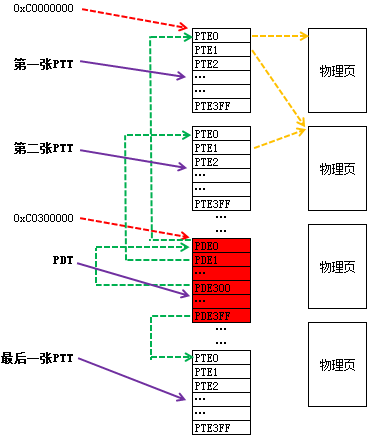 0xC0000000
PTE0
PTE1
第一张PTT
PTE2
...
...
PTE3FF
物理页
PTE0
PTE1
第二张PTT
PTE2
...
...
PTE3FF
物理页
... ...
0xC0300000
PDE0
PDE1
PDT
...
PDE300
...
PDE3FF
物理页
... ...
最后一张PTT
PTE0
PTE1
PTE2
...
...
PTE3FF
物理页